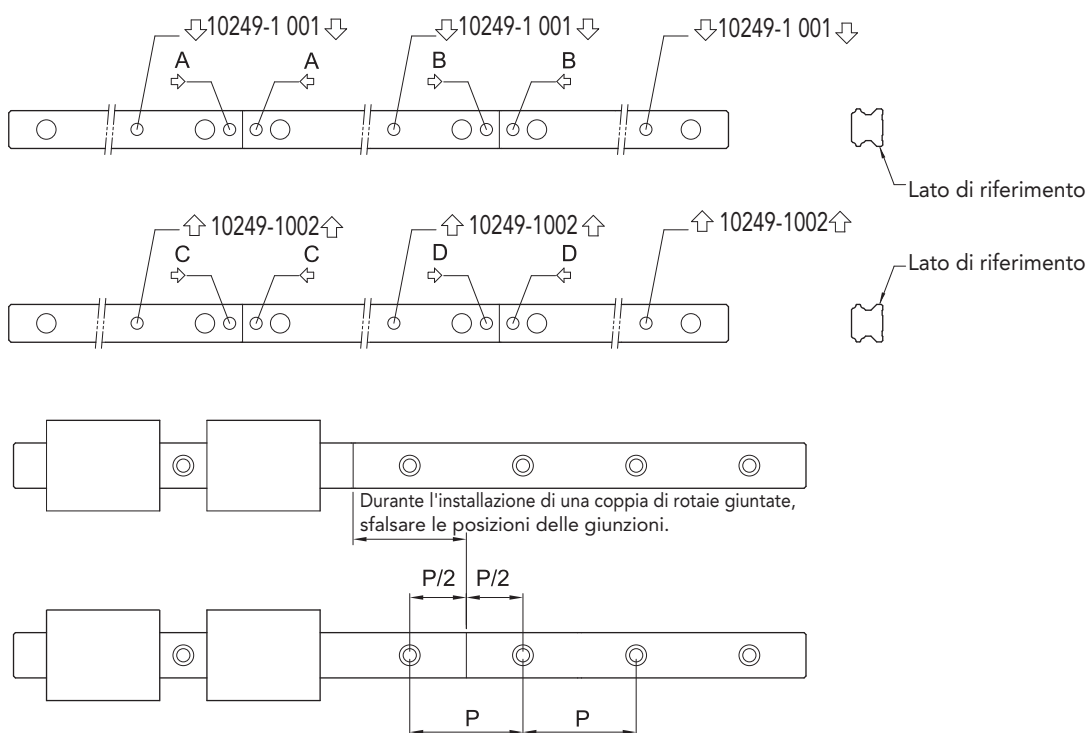 10249-1 001
10249-1 001
10249-1 001
A
A
B
B
Lato di riferimento
10249-1002
10249-1002
10249-1002
C
C
D
D
Lato di riferimento
Durante l'installazione di una coppia di rotaie giuntate,
sfalsare le posizioni delle giunzioni.
P/2
P/2
P
P